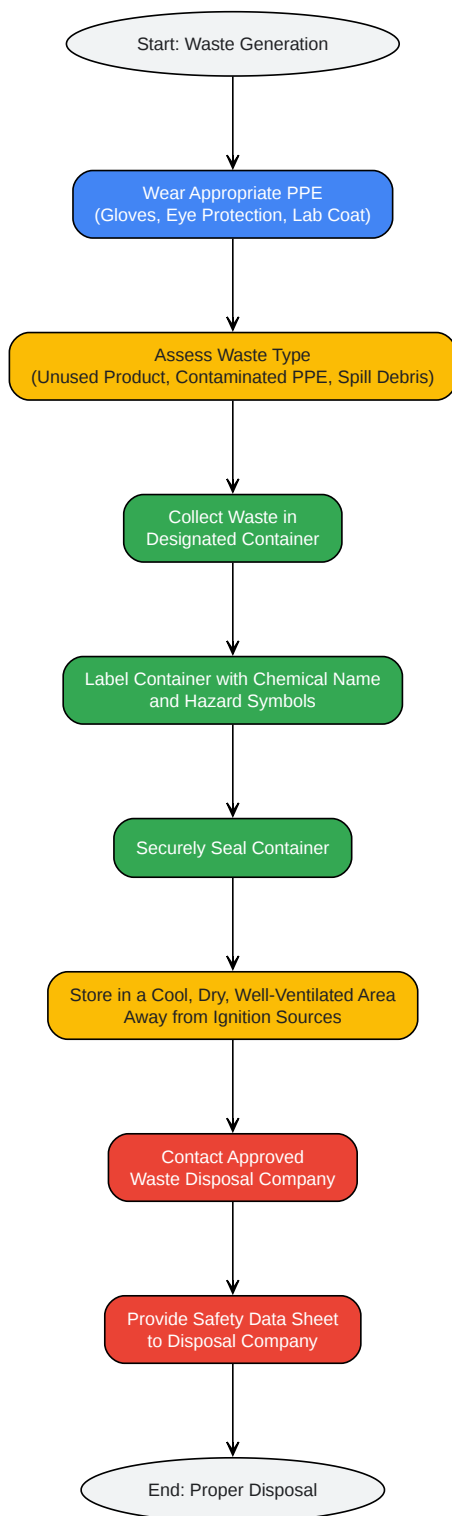 Start: Waste Generation
Wear Appropriate PPE
(Gloves, Eye Protection, Lab Coat)
Assess Waste Type
(Unused Product, Contaminated PPE, Spill Debris)
Collect Waste in
Designated Container
Label Container with Chemical Name
and Hazard Symbols
Securely Seal Container
Store in a Cool, Dry, Well-Ventilated Area
Away from Ignition Sources
Contact Approved
Waste Disposal Company
Provide Safety Data Sheet
to Disposal Company
End: Proper Disposal